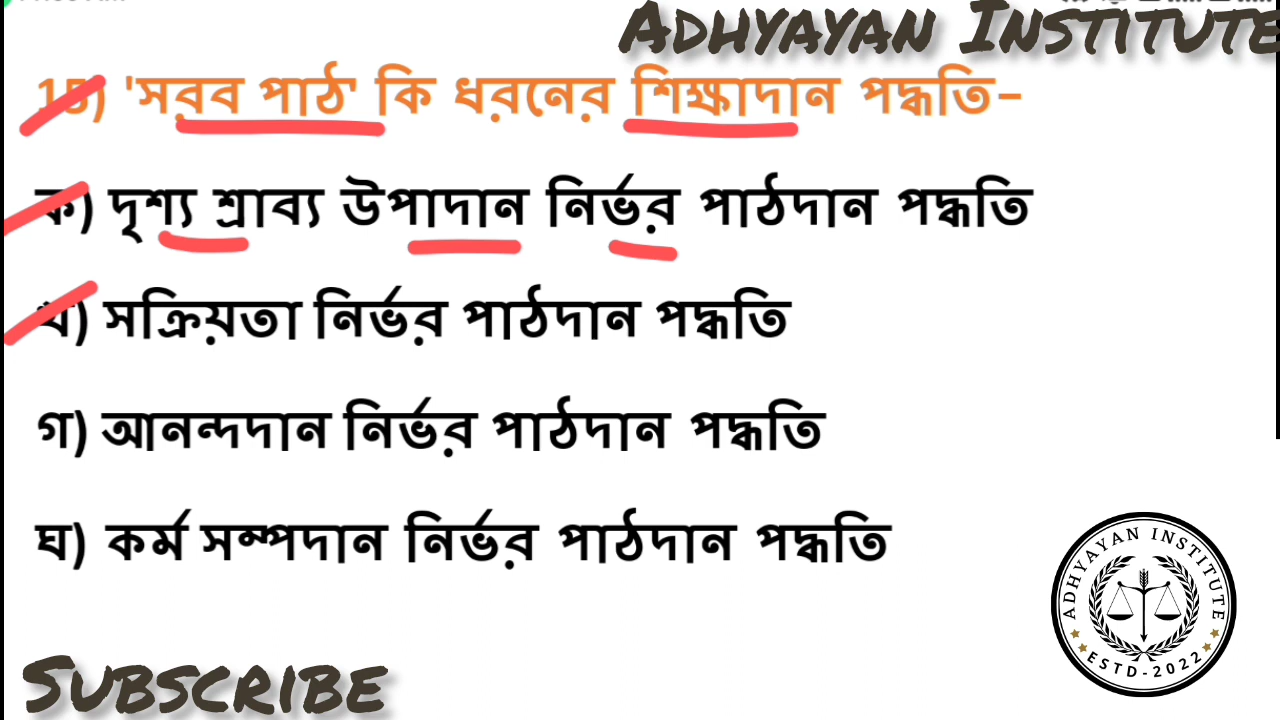 ADHYAYAN INSTITUTE
15) 'সরব পাঠ' কি ধরনের শিক্ষাদান পদ্ধতি-
ক) দৃশ্য শ্রাব্য উপাদান নির্ভর পাঠদান পদ্ধতি
খ) সক্রিয়তা নির্ভর পাঠদান পদ্ধতি
গ) আনন্দদান নির্ভর পাঠদান পদ্ধতি
ঘ) কর্ম সম্পদান নির্ভর পাঠদান পদ্ধতি
ADHYAYAN INSTITUTE
ESTD-2022
SUBSCRIBE